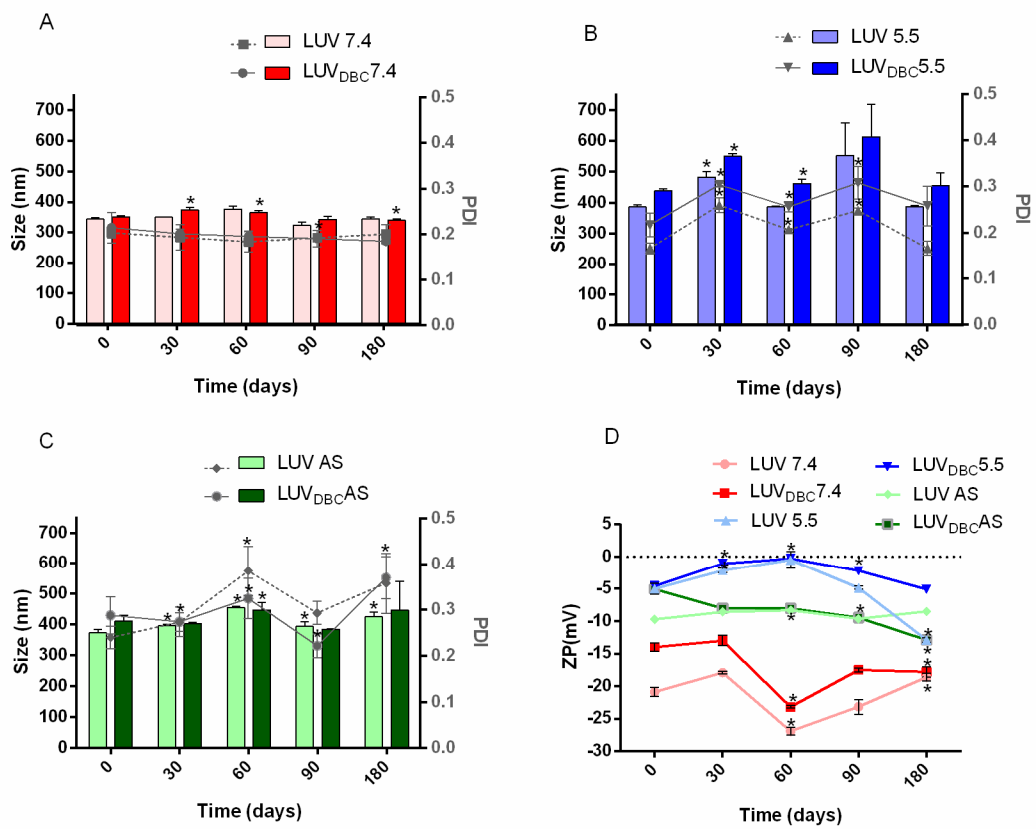 A
LUV 7.4
LUVDBC7.4
700
600
500
400
300
200
100
0
Size (nm)
0.5
0.4
0.3
0.2
0.1
0.0
PDI
* * * *
0 30 60 90 180
Time (days)
B
LUV 5.5
LUVDBC5.5
700
600
500
400
300
200
100
0
Size (nm)
0.5
0.4
0.3
0.2
0.1
0.0
PDI
* * * * * * * * *
0 30 60 90 180
Time (days)
C
LUV AS
LUVDBCAS
700
600
500
400
300
200
100
0
Size (nm)
0.5
0.4
0.3
0.2
0.1
0.0
PDI
* * * * * * * * * *
0 30 60 90 180
Time (days)
D
LUV 7.4
LUVDBC7.4
LUV 5.5
LUVDBC5.5
LUV AS
LUVDBCAS
5
0
-5
-10
-15
-20
-25
-30
ZP(mV)
* * * * * * * * * * * *
0 30 60 90 180
Time (days)